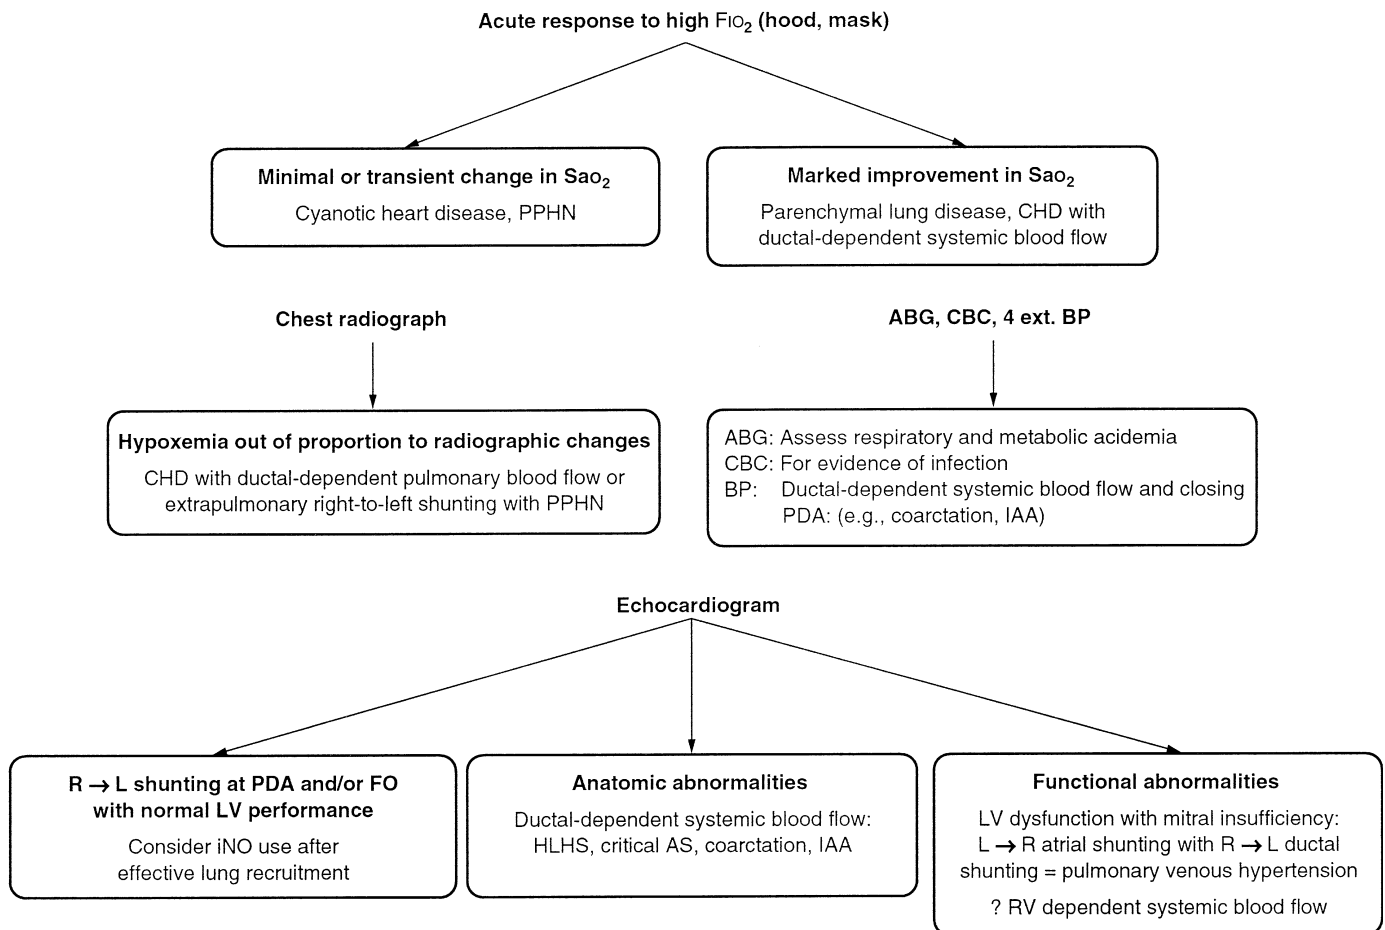 Acute response to high FIO₂ (hood, mask)
Minimal or transient change in Sao₂
Cyanotic heart disease, PPHN
Marked improvement in Sao₂
Parenchymal lung disease, CHD with
ductal-dependent systemic blood flow
Chest radiograph
Hypoxemia out of proportion to radiographic changes
CHD with ductal-dependent pulmonary blood flow or
extrapulmonary right-to-left shunting with PPHN
ABG, CBC, 4 ext. BP
ABG: Assess respiratory and metabolic acidemia
CBC: For evidence of infection
BP: Ductal-dependent systemic blood flow and closing
PDA: (e.g., coarctation, IAA)
Echocardiogram
R → L shunting at PDA and/or FO
with normal LV performance
Consider iNO use after
effective lung recruitment
Anatomic abnormalities
Ductal-dependent systemic blood flow:
HLHS, critical AS, coarctation, IAA
Functional abnormalities
LV dysfunction with mitral insufficiency:
L → R atrial shunting with R → L ductal
shunting = pulmonary venous hypertension
? RV dependent systemic blood flow